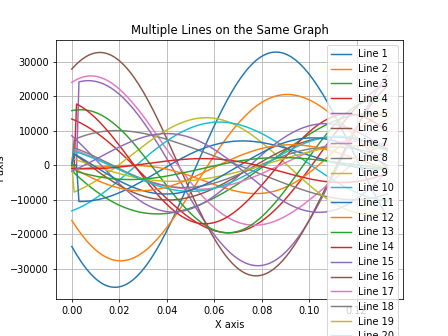 Multiple Lines on the Same Graph
30000
20000
10000
0
−10000
−20000
−30000
0.00
0.02
0.04
0.06
0.08
0.10
X axis
Line 1
Line 2
Line 3
Line 4
Line 5
Line 6
Line 7
Line 8
Line 9
Line 10
Line 11
Line 12
Line 13
Line 14
Line 15
Line 16
Line 17
Line 18
Line 19
Line 20